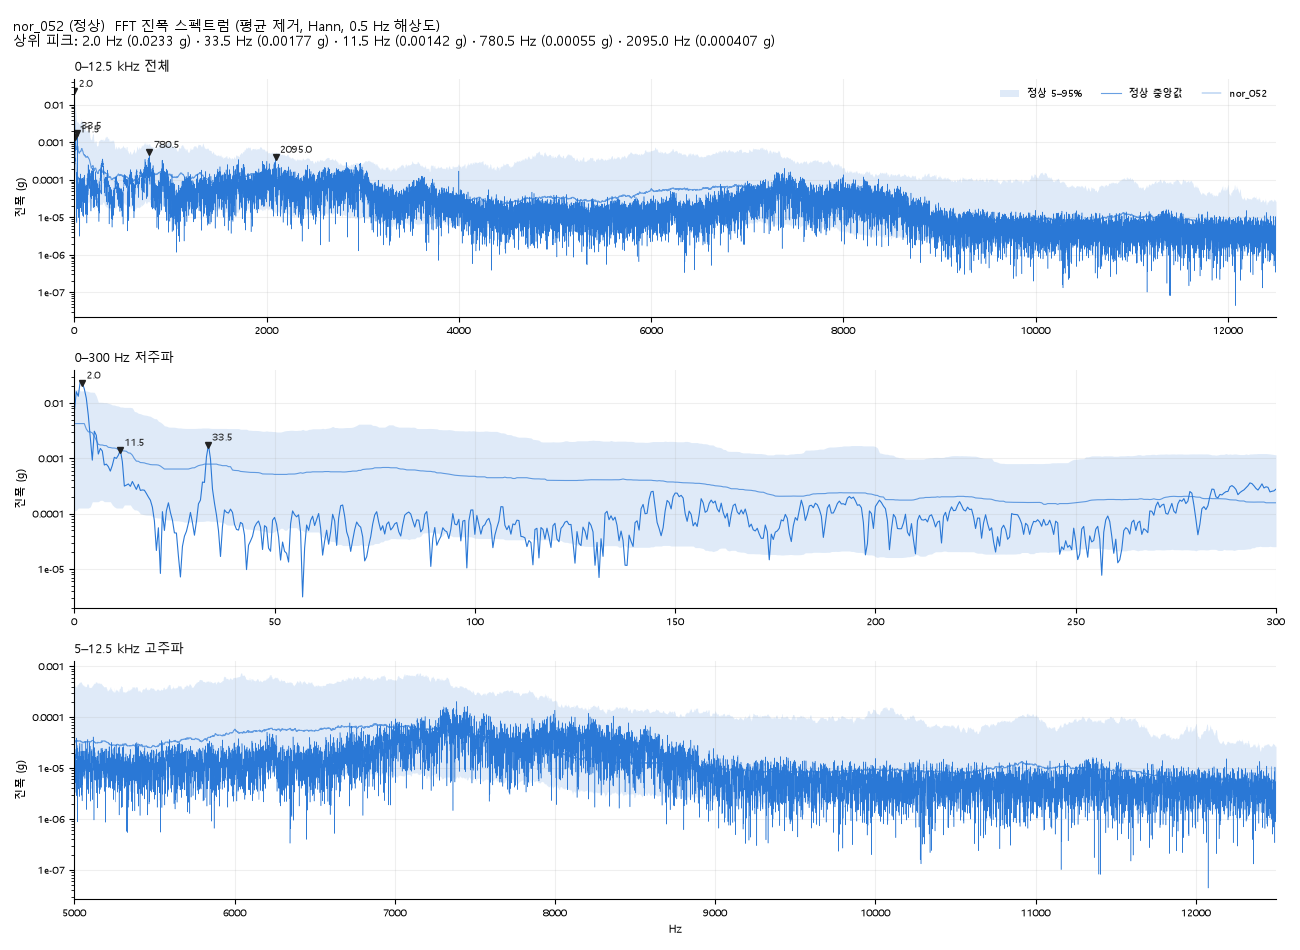 nor_052 (정상)  FFT 진폭 스펙트럼 (평균 제거, Hann, 0.5 Hz 해상도)
상위 피크: 2.0 Hz (0.0233 g) · 33.5 Hz (0.00177 g) · 11.5 Hz (0.00142 g) · 780.5 Hz (0.00055 g) · 2095.0 Hz (0.000407 g)
0–12.5 kHz 전체
2.0
33.5
11.5
780.5
2095.0
정상 5–95%
정상 중앙값
nor_052
진폭 (g)
0.01
0.001
0.0001
1e-05
1e-06
1e-07
0 2000 4000 6000 8000 10000 12000
0–300 Hz 저주파
2.0
11.5
33.5
진폭 (g)
0.01
0.001
0.0001
1e-05
0 50 100 150 200 250 300
5–12.5 kHz 고주파
진폭 (g)
0.001
0.0001
1e-05
1e-06
1e-07
5000 6000 7000 8000 9000 10000 11000 12000
Hz